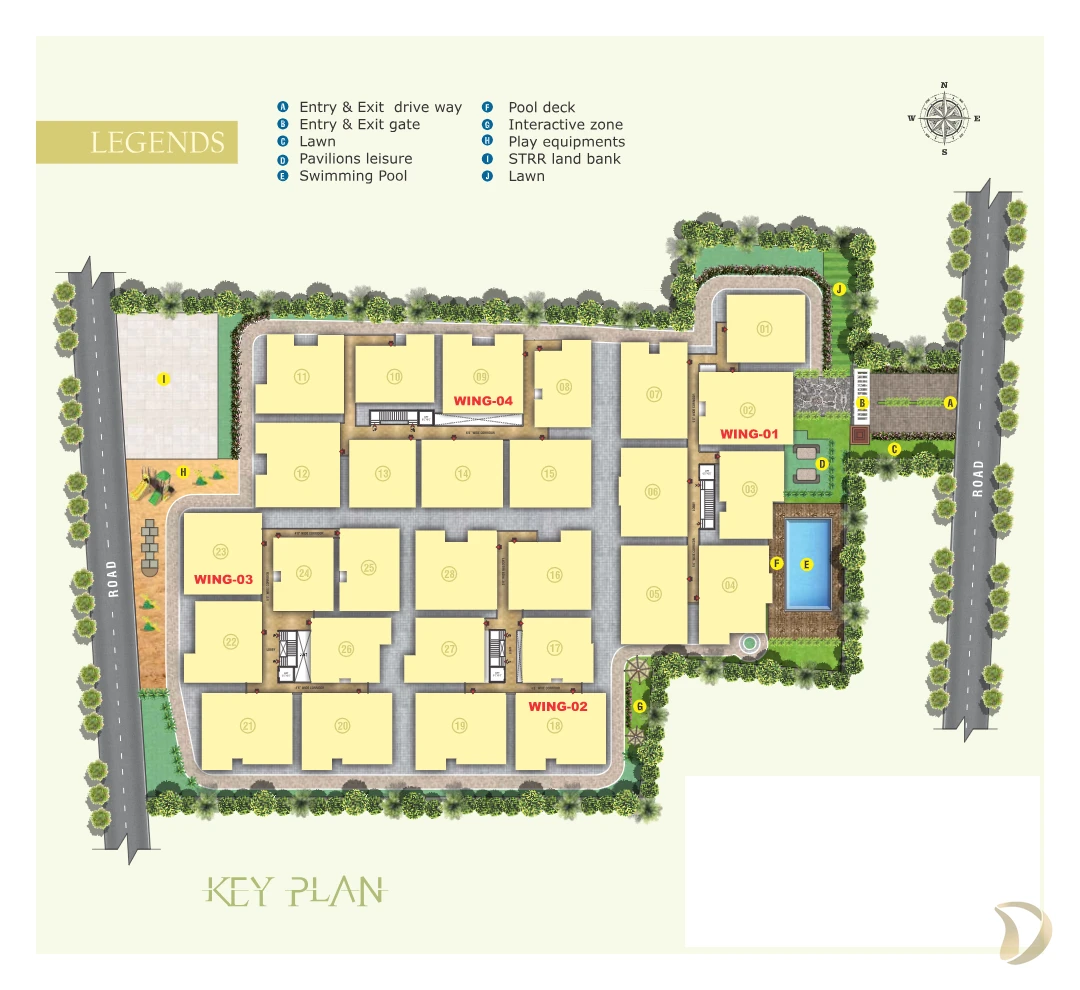 A Entry & Exit drive way
B Entry & Exit gate
C Lawn
D Pavilions leisure
E Swimming Pool
F Pool deck
G Interactive zone
H Play equipments
I STRR land bank
J Lawn
LEGENDS
N
W E
S
J
01
I
11
10
09
08
07
02
WING-04
WING-01
B
A
C
H
12
13
14
15
06
03
D
ROAD
ROAD
23
WING-03
24
25
28
16
05
04
F
E
22
26
27
17
G
WING-02
21
20
19
18
KEY PLAN